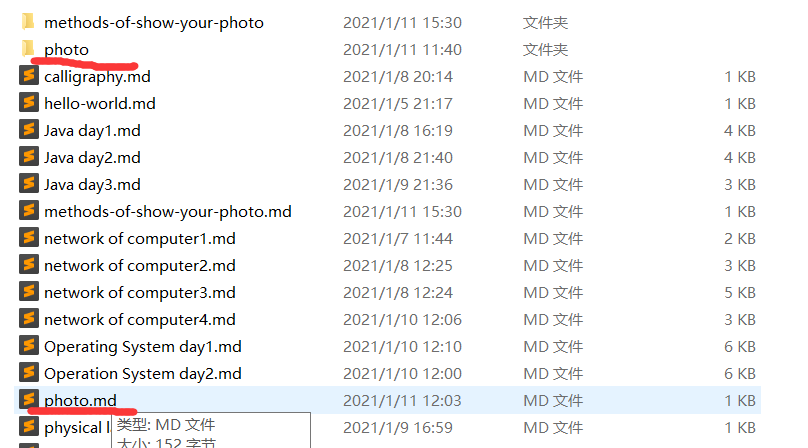 methods-of-show-your-photo 2021/1/11 15:30 文件夹
photo 2021/1/11 11:40 文件夹
calligraphy.md 2021/1/8 20:14 MD 文件 1 KB
hello-world.md 2021/1/5 21:17 MD 文件 1 KB
Java day1.md 2021/1/8 16:19 MD 文件 4 KB
Java day2.md 2021/1/8 21:40 MD 文件 4 KB
Java day3.md 2021/1/9 21:36 MD 文件 3 KB
methods-of-show-your-photo.md 2021/1/11 15:30 MD 文件 1 KB
network of computer1.md 2021/1/7 11:44 MD 文件 2 KB
network of computer2.md 2021/1/8 12:25 MD 文件 3 KB
network of computer3.md 2021/1/8 12:24 MD 文件 5 KB
network of computer4.md 2021/1/10 12:06 MD 文件 3 KB
Operating System day1.md 2021/1/10 12:10 MD 文件 6 KB
Operation System day2.md 2021/1/10 12:00 MD 文件 6 KB
photo.md 2021/1/11 12:03 MD 文件 1 KB
physical l 2021/1/9 16:59 MD 文件 1 KB
类型: MD 文件
大小: 152 字节